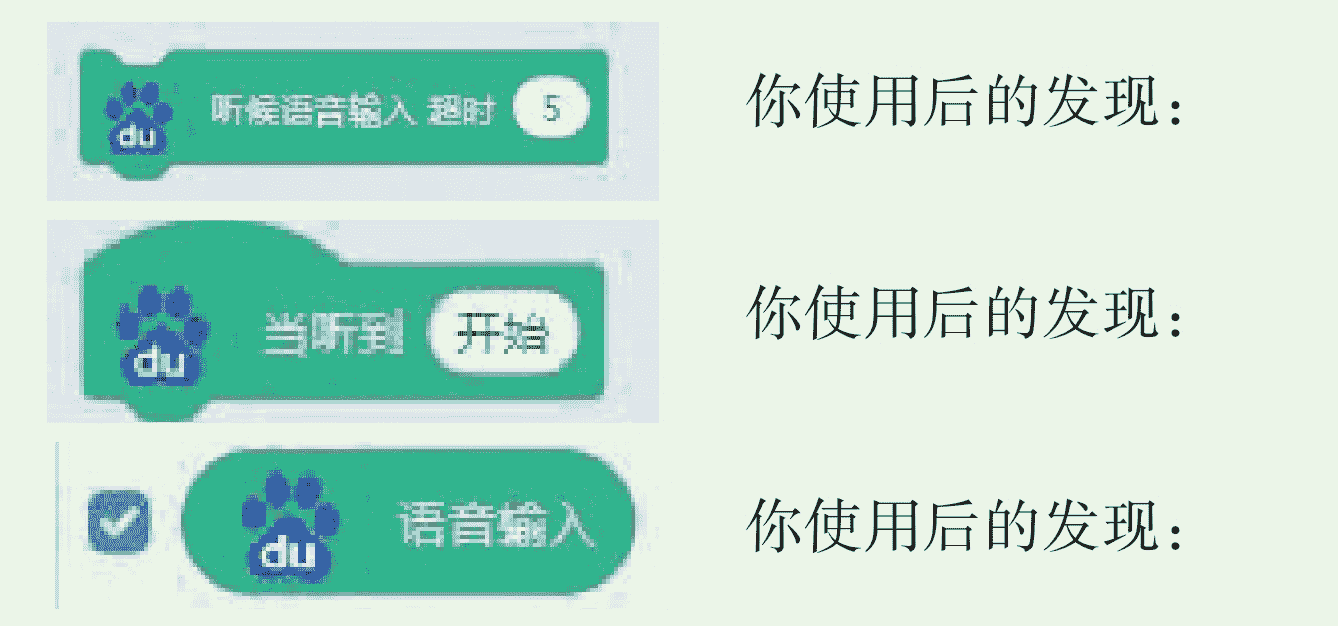 du 听候语音输入 超时 5 你使用后的发现：
du 当听到 开始 你使用后的发现：
du 语音输入 你使用后的发现：